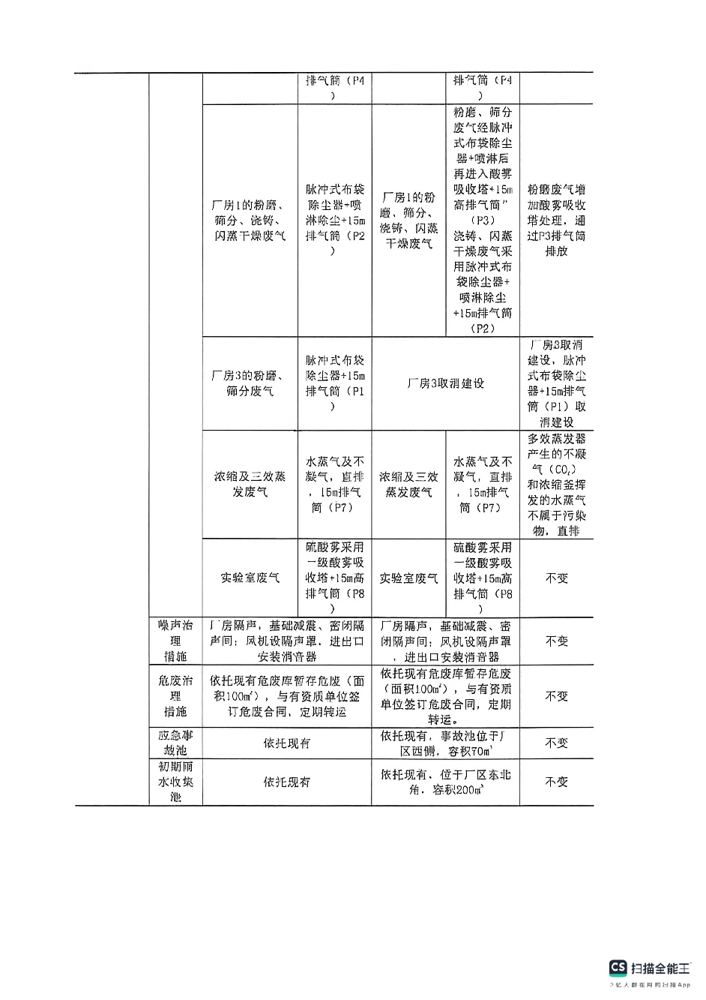 排气筒（P4
）
排气筒（P4
）
厂房1的粉磨、
筛分、浇铸、
闪蒸干燥废气
脉冲式布袋
除尘器+喷
淋除尘+15m
排气筒（P2
）
厂房1的粉
磨、筛分、
浇铸、闪蒸
干燥废气
粉磨、筛分
废气经脉冲
式布袋除尘
器+喷淋后
再进入酸雾
吸收塔+15m
高排气筒”
（P3）
浇铸、闪蒸
干燥废气采
用脉冲式布
袋除尘器+
喷淋除尘
+15m排气筒
（P2）
粉磨废气增
加酸雾吸收
塔处理，通
过P3排气筒
排放
厂房3的粉磨、
筛分废气
脉冲式布袋
除尘器+15m
排气筒（P1
）
厂房3取消建设
厂房3取消
建设，脉冲
式布袋除尘
器+15m排气
筒（P1）取
消建设
浓缩及三效蒸
发废气
水蒸气及不
凝气，直排
，15m排气
筒（P7）
浓缩及三效
蒸发废气
水蒸气及不
凝气，直排
，15m排气
筒（P7）
多效蒸发器
产生的不凝
气（CO₂）
和浓缩釜挥
发的水蒸气
不属于污染
物，直排
实验室废气
硫酸雾采用
一级酸雾吸
收塔+15m高
排气筒（P8
）
实验室废气
硫酸雾采用
一级酸雾吸
收塔+15m高
排气筒（P8
）
不变
噪声治
理
措施
厂房隔声，基础减震、密闭隔
声间；风机设隔声罩，进出口
安装消音器
厂房隔声，基础减震、密
闭隔声间；风机设隔声罩
，进出口安装消音器
不变
危废治
理
措施
依托现有危废库暂存危废（面
积100㎡），与有资质单位签
订危废合同，定期转运
依托现有危废库暂存危废
（面积100㎡），与有资质
单位签订危废合同，定期
转运。
不变
应急事
故池
依托现有
依托现有，事故池位于厂
区西侧，容积70m³
不变
初期雨
水收集
池
依托现有
依托现有，位于厂区东北
角，容积200m³
不变
CS 扫描全能王
3亿人都在用的扫描App